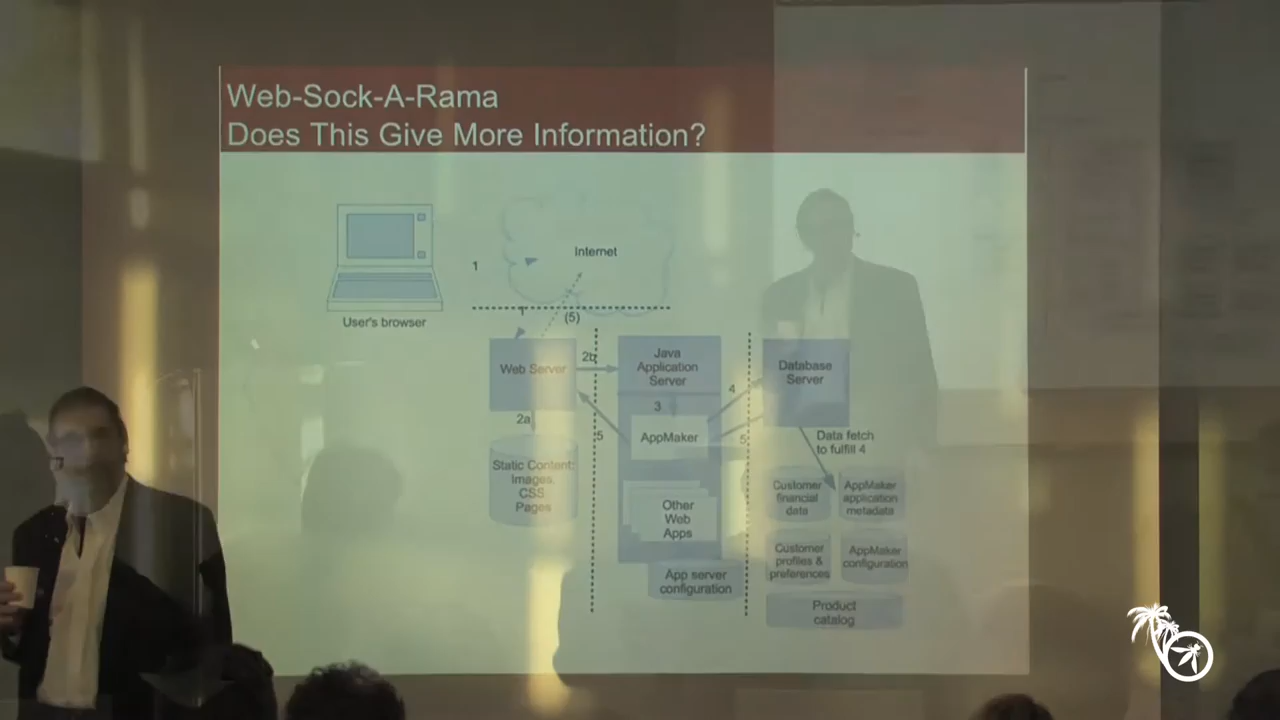 Web-Sock-A-Rama
Does This Give More Information?
1
Internet
User's browser
1
(5)
Web Server
2b
Java
Application
Server
Database
Server
4
3
2a
5
AppMaker
5
Data fetch
to fulfill 4
Static Content:
Images,
CSS,
Pages
Customer
financial
data
AppMaker
application
metadata
Other
Web
Apps
Customer
profiles &
preferences
AppMaker
configuration
App server
configuration
Product
catalog